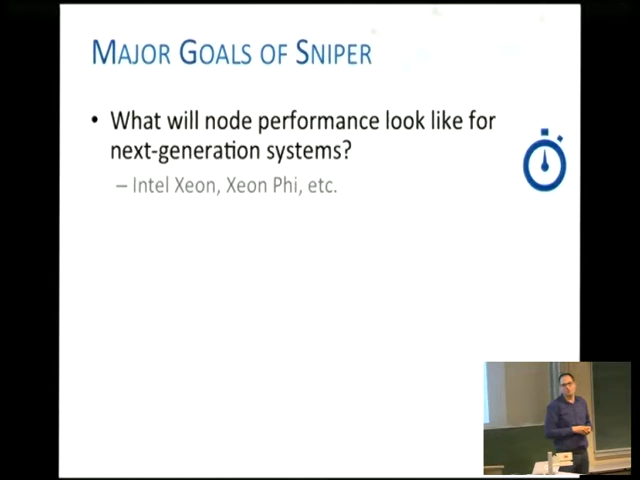 MAJOR GOALS OF SNIPER
• What will node performance look like for
next-generation systems?
– Intel Xeon, Xeon Phi, etc.